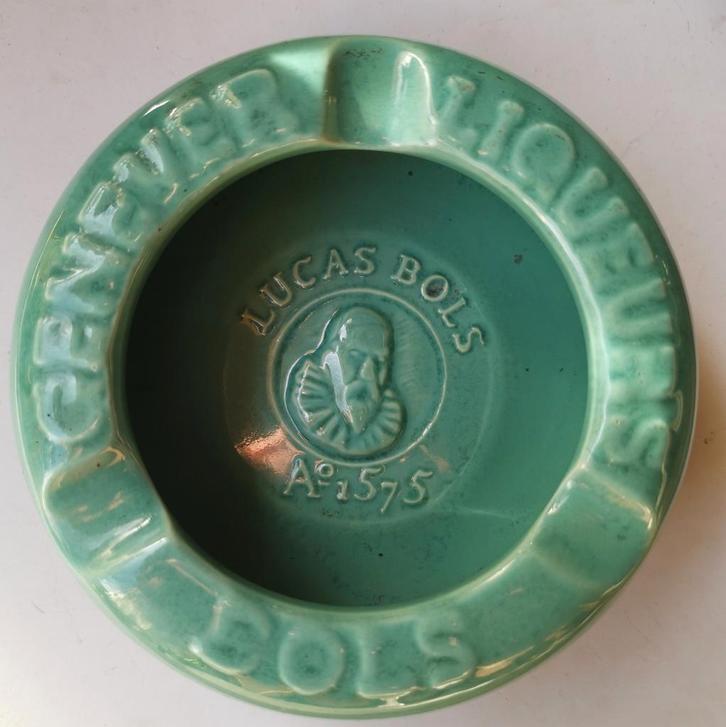 GENEVER
LIQUEURS
BOLS
LUCAS BOLS
Aº 1575